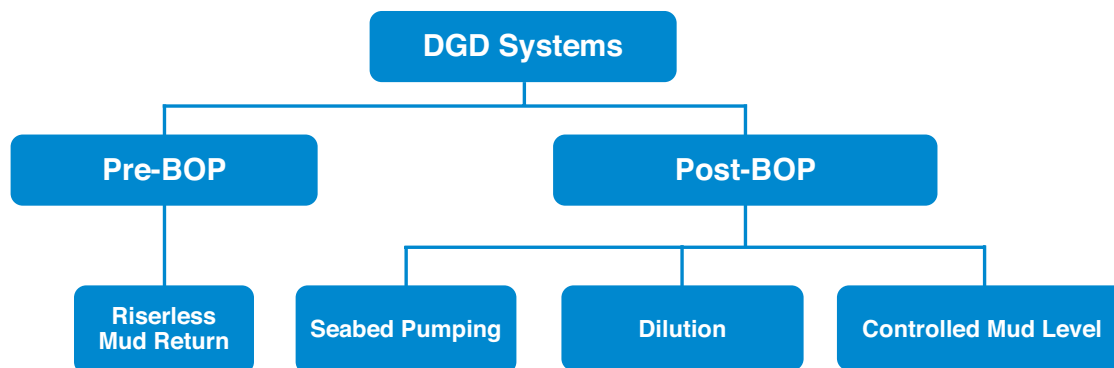 DGD Systems
Pre-BOP
Post-BOP
Riserless
Mud Return
Seabed Pumping
Dilution
Controlled Mud Level